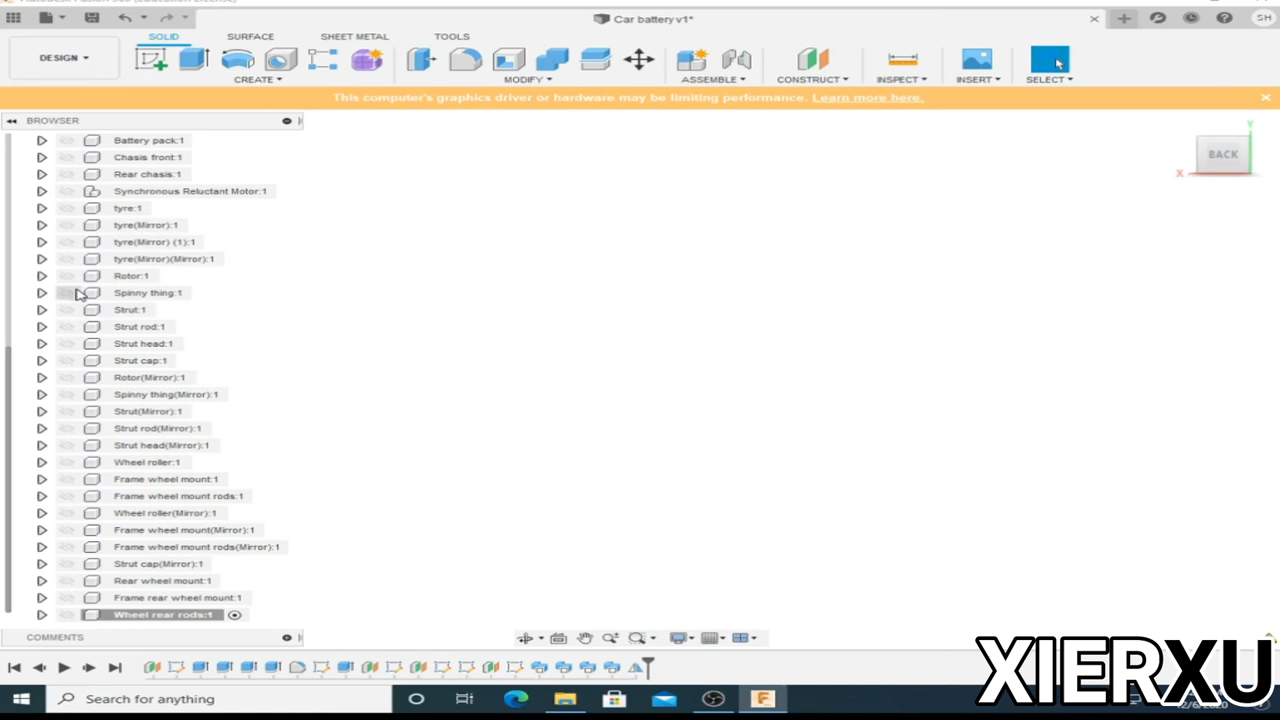 Car battery v1*
SH
DESIGN
SOLID
SURFACE
SHEET METAL
TOOLS
CREATE
MODIFY
ASSEMBLE
CONSTRUCT
INSPECT
INSERT
SELECT
This computer's graphics driver or hardware may be limiting performance. Learn more here.
BROWSER
Battery pack:1
Chasis front:1
Rear chasis:1
Synchronous Reluctant Motor:1
tyre:1
tyre(Mirror):1
tyre(Mirror) (1):1
tyre(Mirror)(Mirror):1
Rotor:1
Spinny thing:1
Strut:1
Strut rod:1
Strut head:1
Strut cap:1
Rotor(Mirror):1
Spinny thing(Mirror):1
Strut(Mirror):1
Strut rod(Mirror):1
Strut head(Mirror):1
Wheel roller:1
Frame wheel mount:1
Frame wheel mount rods:1
Wheel roller(Mirror):1
Frame wheel mount(Mirror):1
Frame wheel mount rods(Mirror):1
Strut cap(Mirror):1
Rear wheel mount:1
Frame rear wheel mount:1
Wheel rear rods:1
Y
BACK
X
COMMENTS
XIERXU
Search for anything